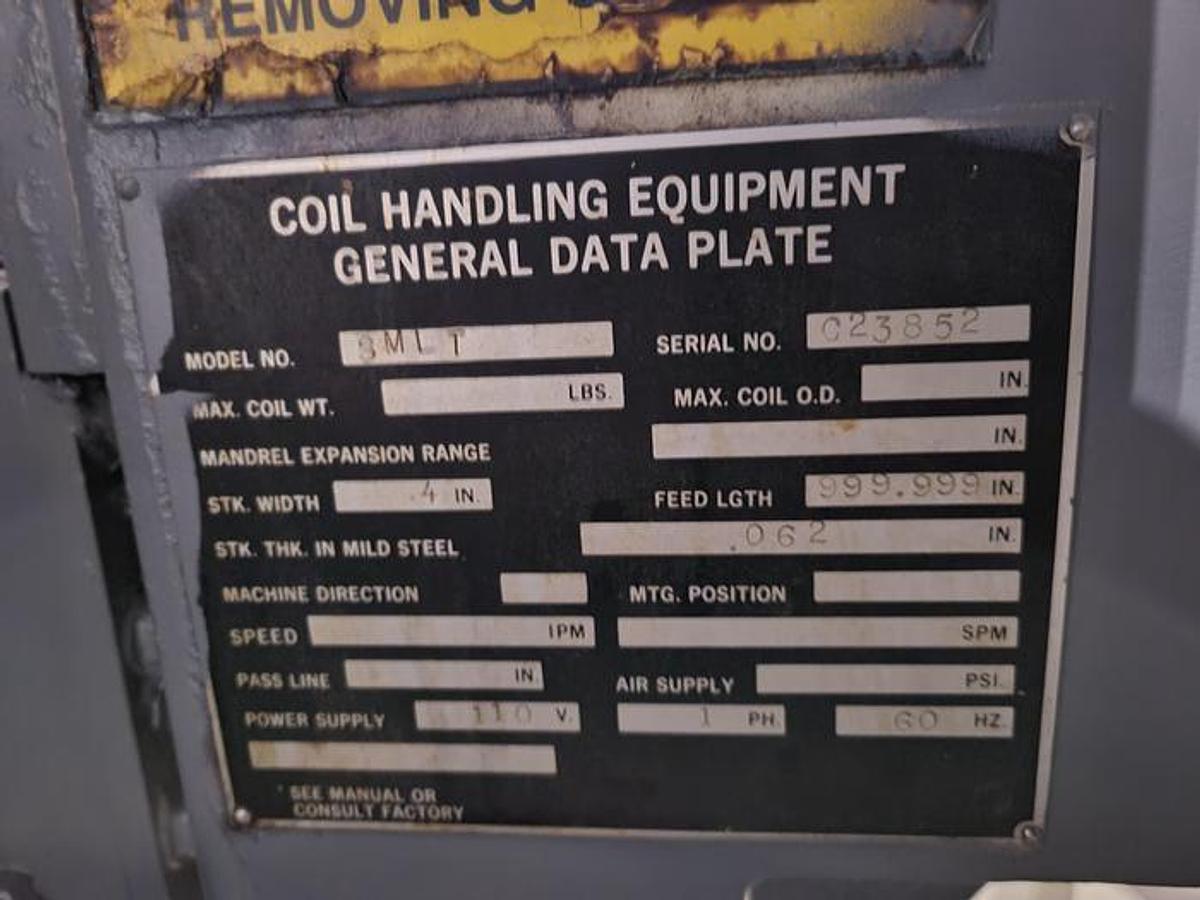 REMOVING
COIL HANDLING EQUIPMENT
GENERAL DATA PLATE
MODEL NO. SMLT SERIAL NO. C23852
MAX. COIL WT. LBS. MAX. COIL O.D. IN.
MANDREL EXPANSION RANGE IN.
STK. WIDTH 4 IN. FEED LGTH 999.999 IN.
STK. THK. IN MILD STEEL .062 IN.
MACHINE DIRECTION MTG. POSITION
SPEED IPM SPM
PASS LINE IN. AIR SUPPLY PSI.
POWER SUPPLY 110 V. 1 PH. 60 HZ.
SEE MANUAL OR
CONSULT FACTORY